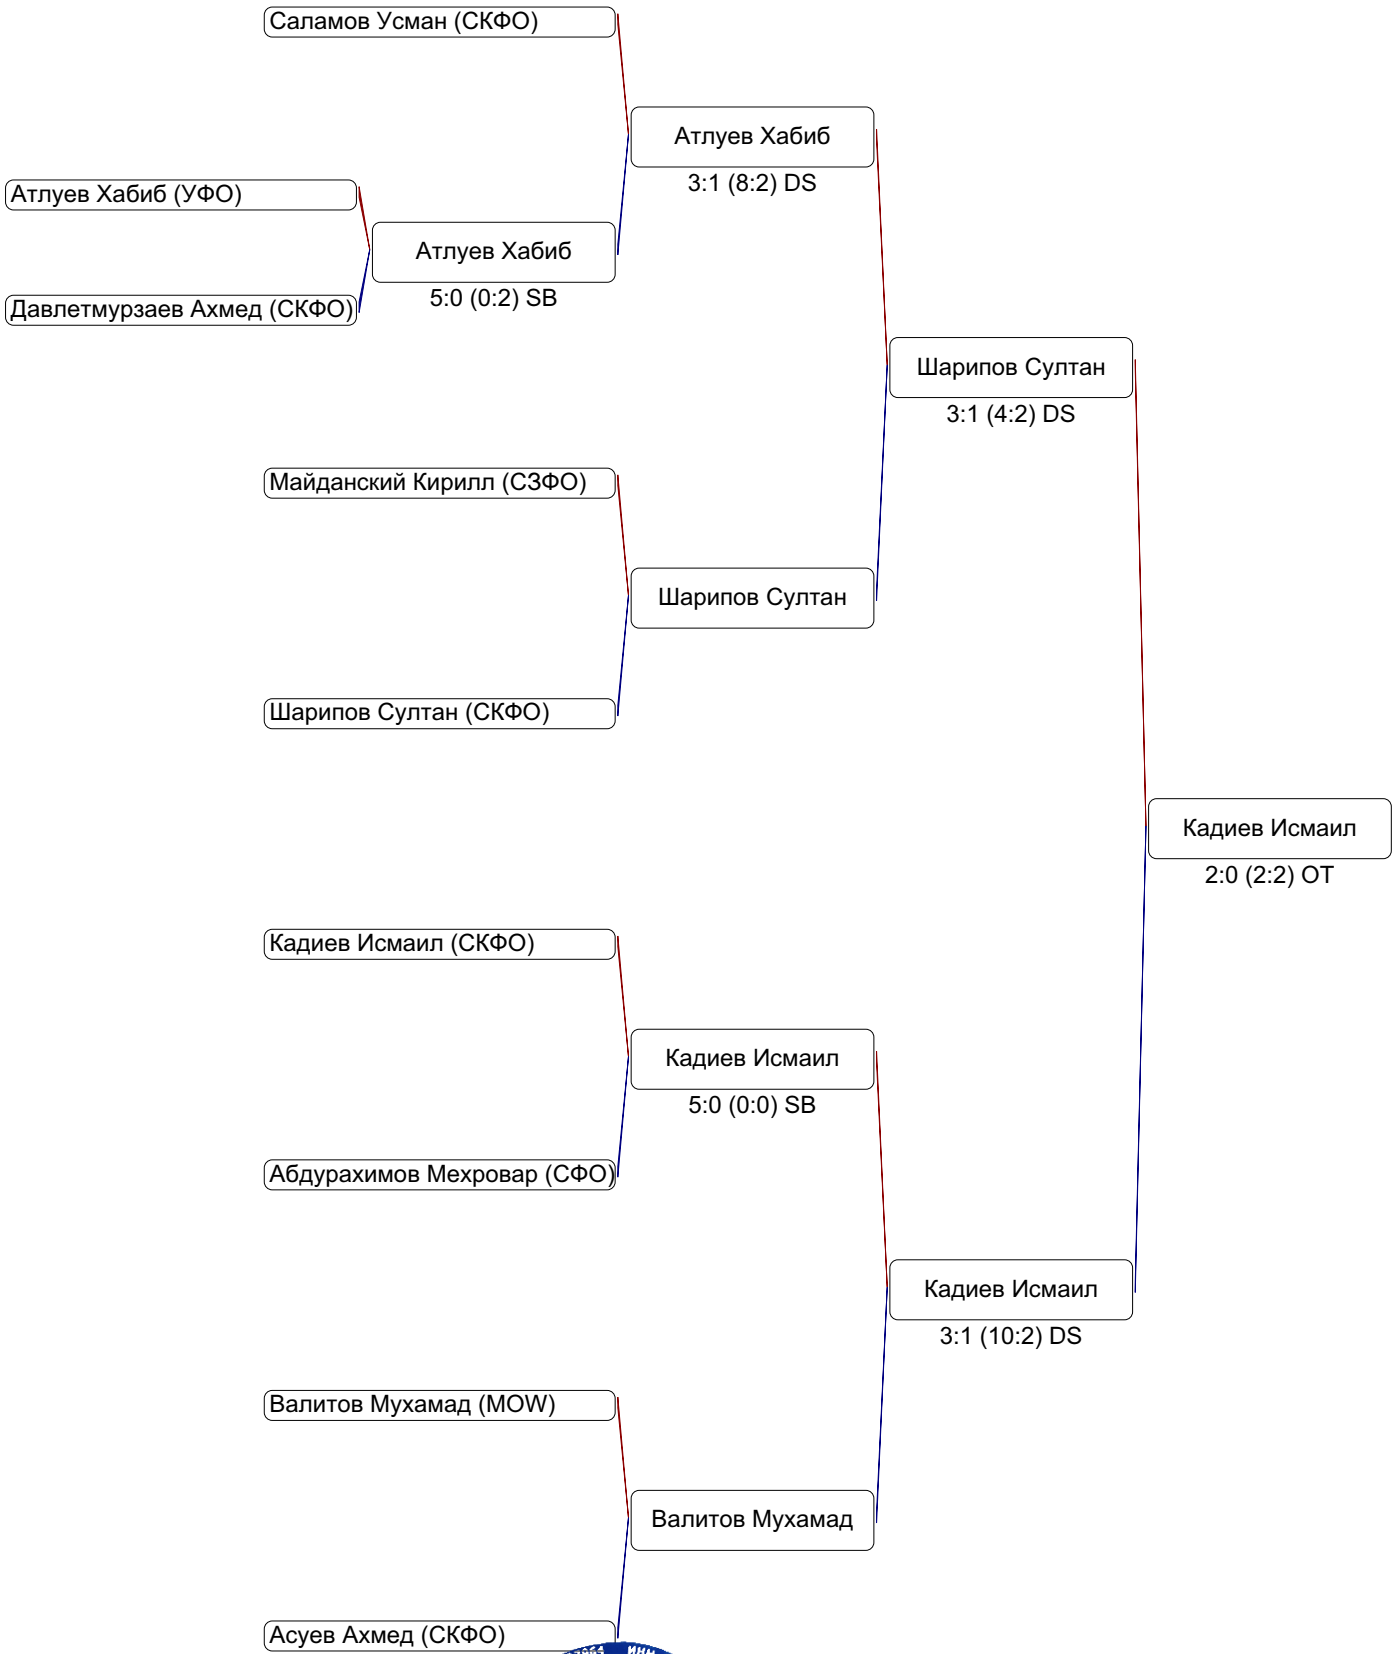 Саламов Усман (СКФО)
Атлуев Хабиб
3:1 (8:2) DS
Атлуев Хабиб (УФО)
Атлуев Хабиб
5:0 (0:2) SB
Давлетмурзаев Ахмед (СКФО)
Шарипов Султан
3:1 (4:2) DS
Майданский Кирилл (СЗФО)
Шарипов Султан
Шарипов Султан (СКФО)
Кадиев Исмаил
2:0 (2:2) OT
Кадиев Исмаил (СКФО)
Кадиев Исмаил
5:0 (0:0) SB
Абдурахимов Мехровар (СФО)
Кадиев Исмаил
3:1 (10:2) DS
Валитов Мухамад (MOW)
Валитов Мухамад
Асуев Ахмед (СКФО)
ИНН